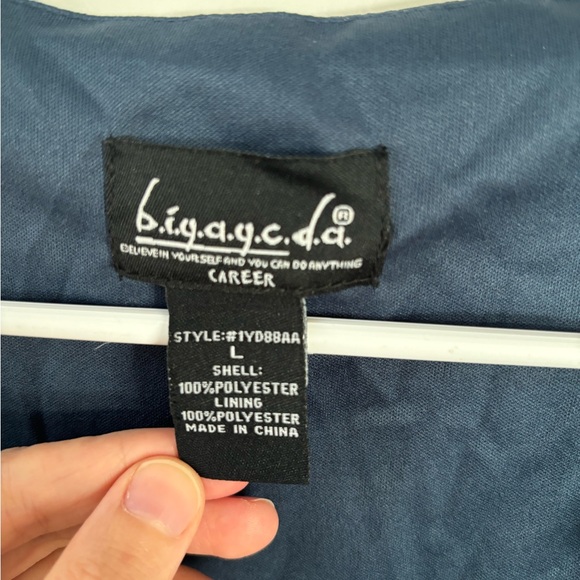 b.i.y.a.y.c.d.a.®
BELIEVE IN YOURSELF AND YOU CAN DO ANYTHING
CAREER
STYLE:#1YD88AA
L
SHELL:
100%POLYESTER
LINING
100%POLYESTER
MADE IN CHINA